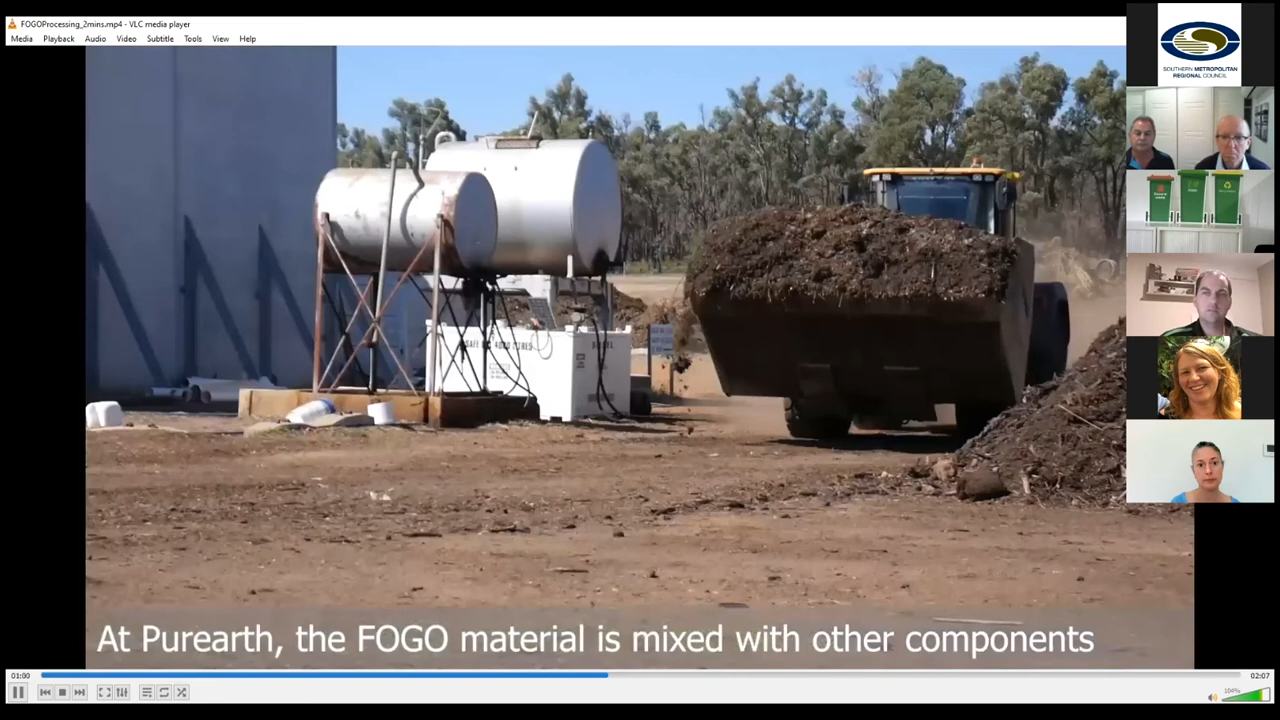 FOGOProcessing_2mins.mp4 - VLC media player
Media Playback Audio Video Subtitle Tools View Help
SOUTHERN METROPOLITAN
REGIONAL COUNCIL
At Purearth, the FOGO material is mixed with other components
01:00
02:07
104%